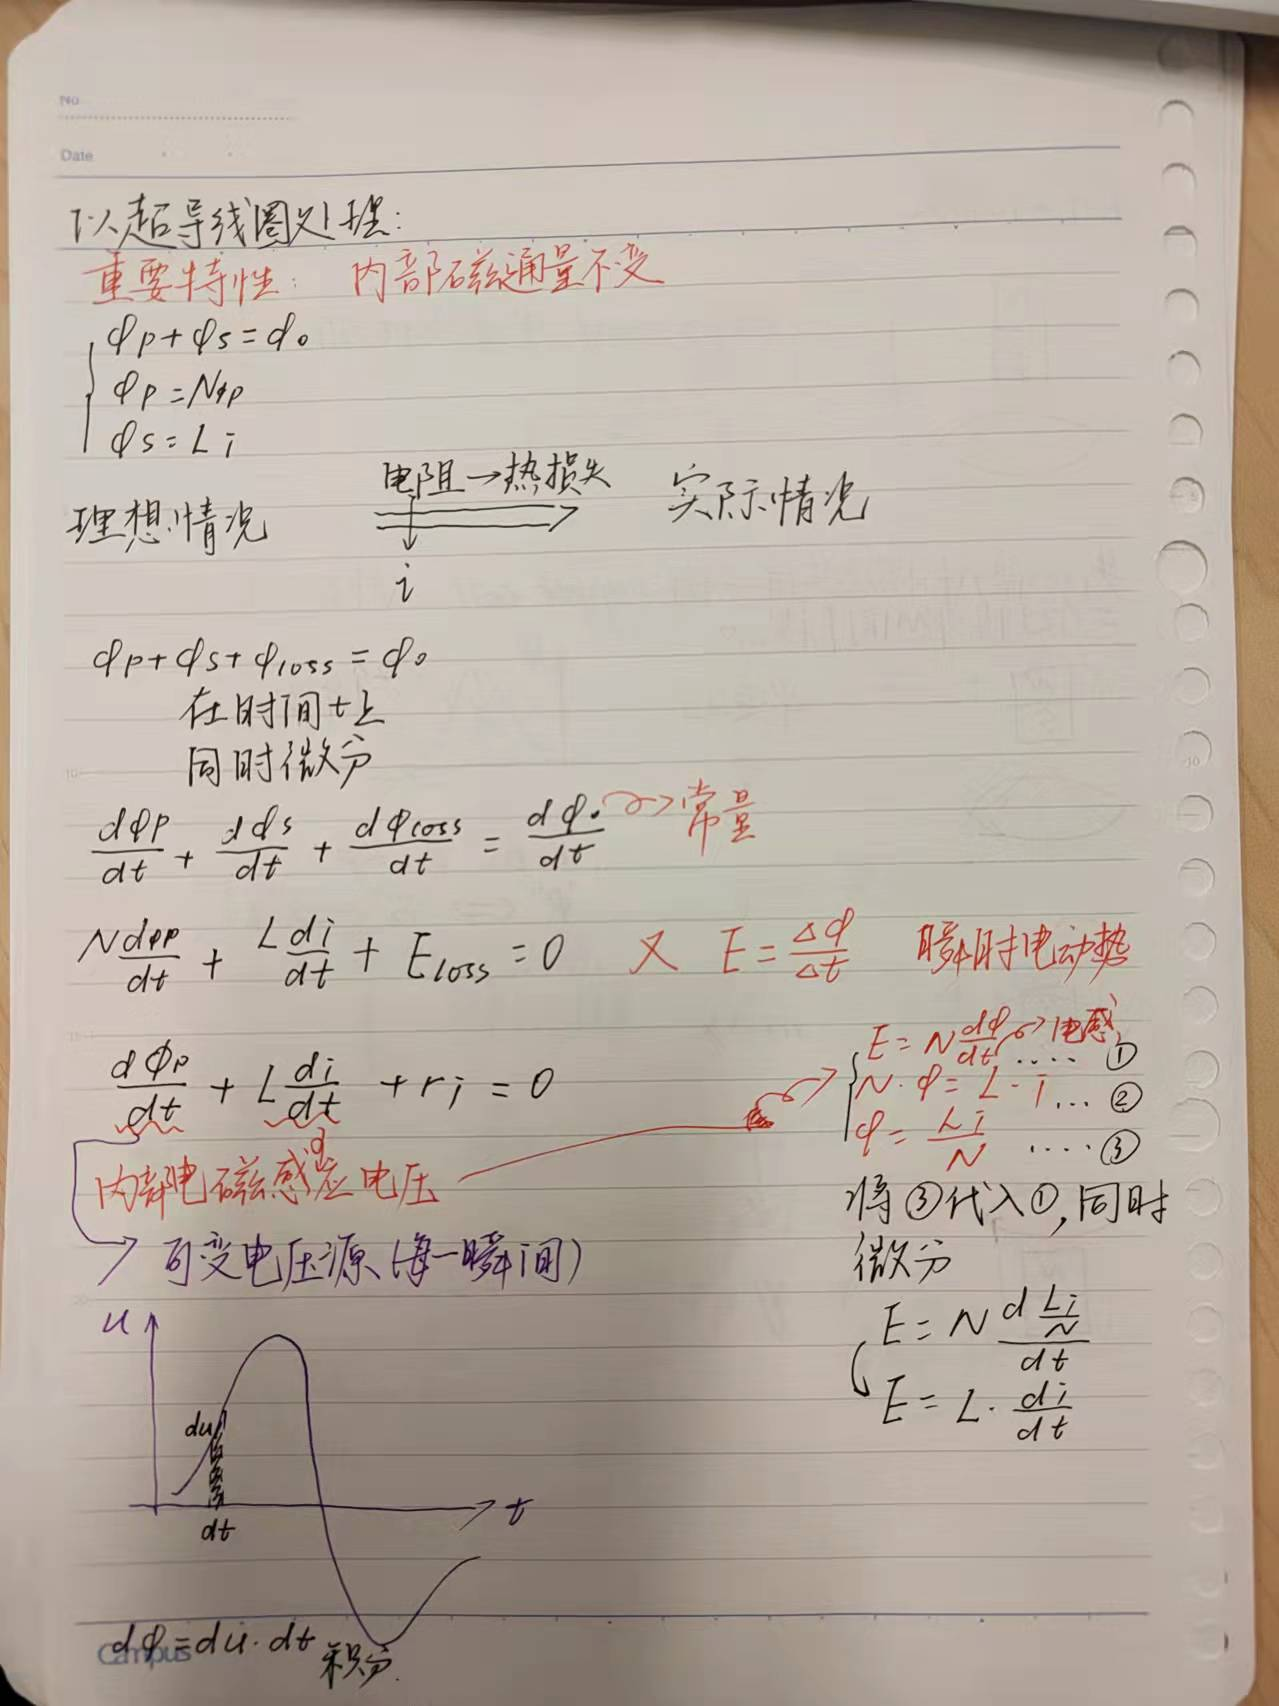 No.
Date
以超导线圈处理:
重要特性: 内部磁通量不变
φp+φs=φ0
φp=Nφp
φs=Li
理想情况 电阻→热损失 实际情况
i
φp+φs+φloss=φ0
在时间t上
同时微分
dφp/dt + dφs/dt + dφloss/dt = dφ0/dt → 常量
N dφp/dt + L di/dt + Eloss = 0 又 E = Δφ/Δt 瞬时电动势
dφp/dt + L di/dt + ri = 0
内部电磁感应电压
可变电压源(每一瞬间)
E = N dφ/dt → 电感 .... ①
N·φ = L·i ... ②
φ = Li/N .... ③
将③代入①, 同时
微分
E = N d(Li/N)/dt
E = L · di/dt
u
du
dt
t
dφ=du·dt 积分.
Campus
10